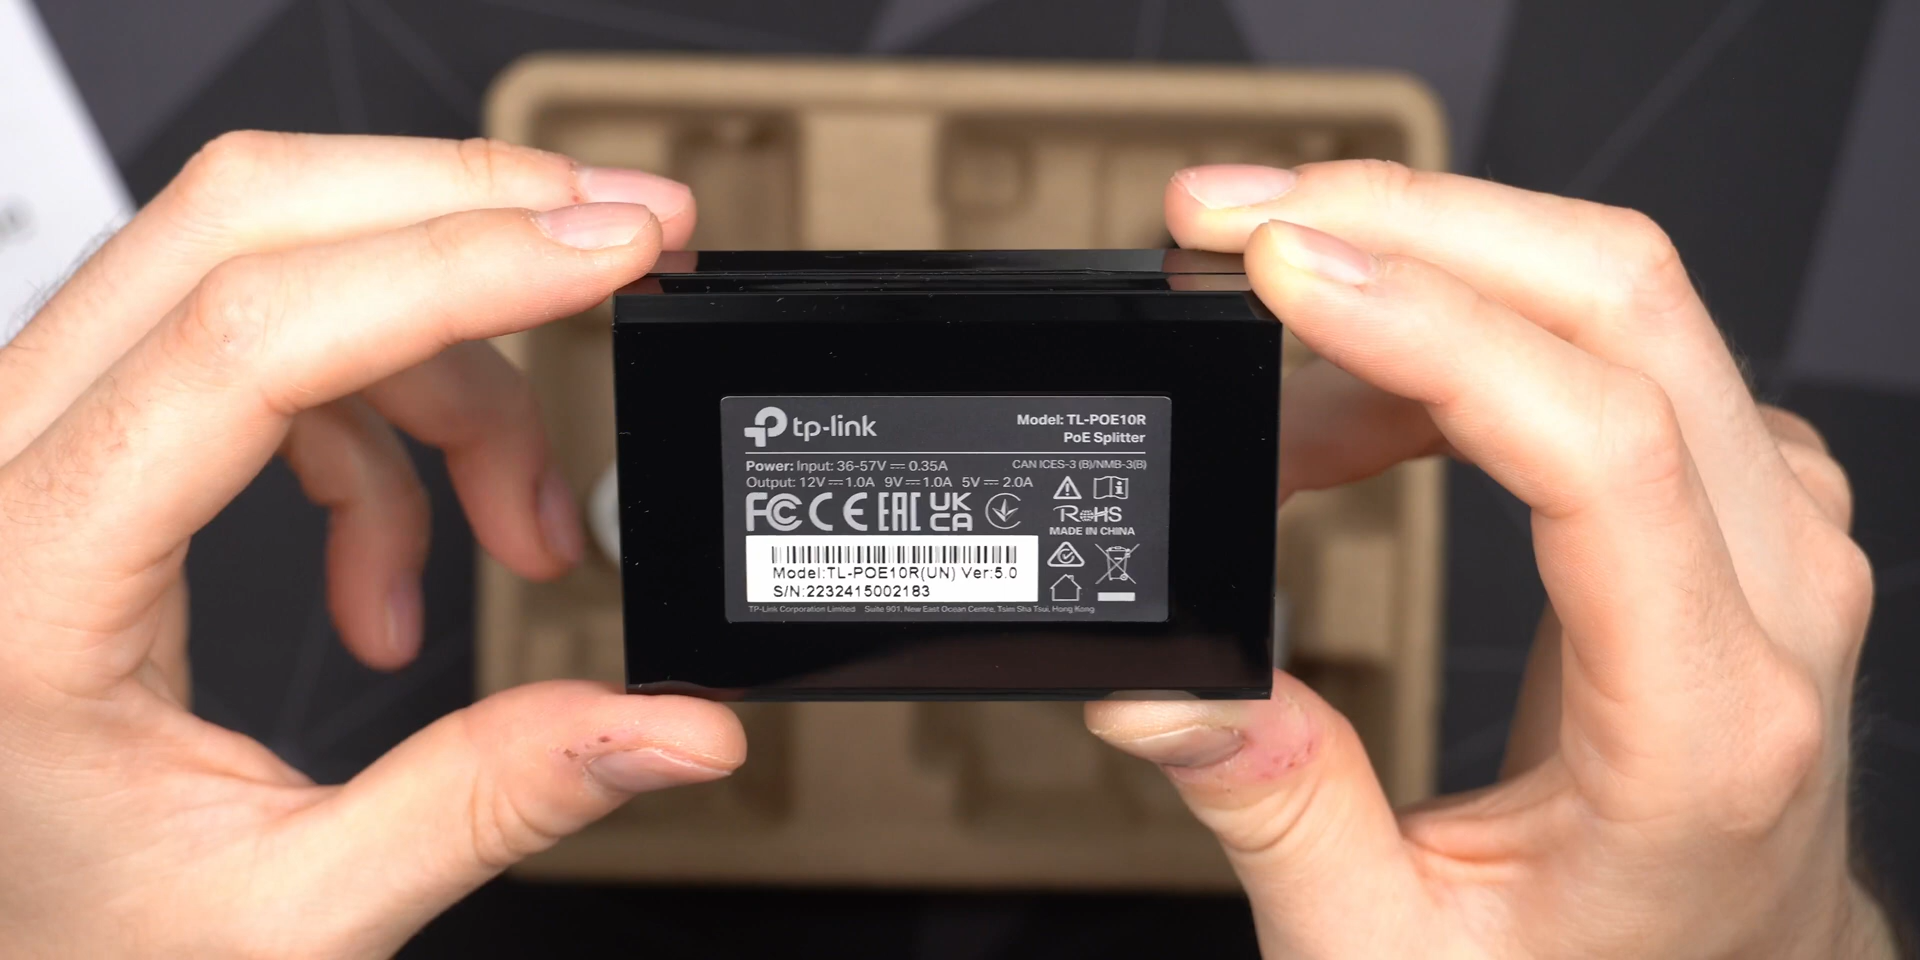 tp-link
Model: TL-POE10R
PoE Splitter
Power: Input: 36-57V ⎓ 0.35A
CAN ICES-3 (B)/NMB-3(B)
Output: 12V ⎓ 1.0A 9V ⎓ 1.0A 5V ⎓ 2.0A
FC CE EAC UK CA
RoHS
MADE IN CHINA
Model:TL-POE10R(UN) Ver:5.0
S/N:2232415002183
TP-Link Corporation Limited Suite 901, New East Ocean Centre, Tsim Sha Tsui, Hong Kong